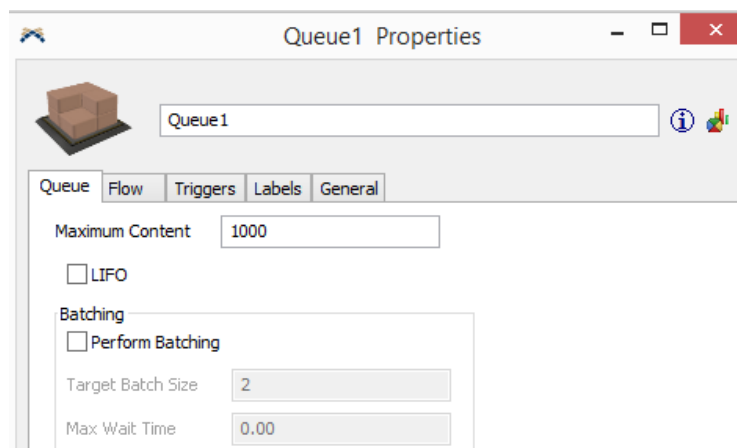 Queue1 Properties
Queue1
Queue Flow Triggers Labels General
Maximum Content 1000
LIFO
Batching
Perform Batching
Target Batch Size 2
Max Wait Time 0.00